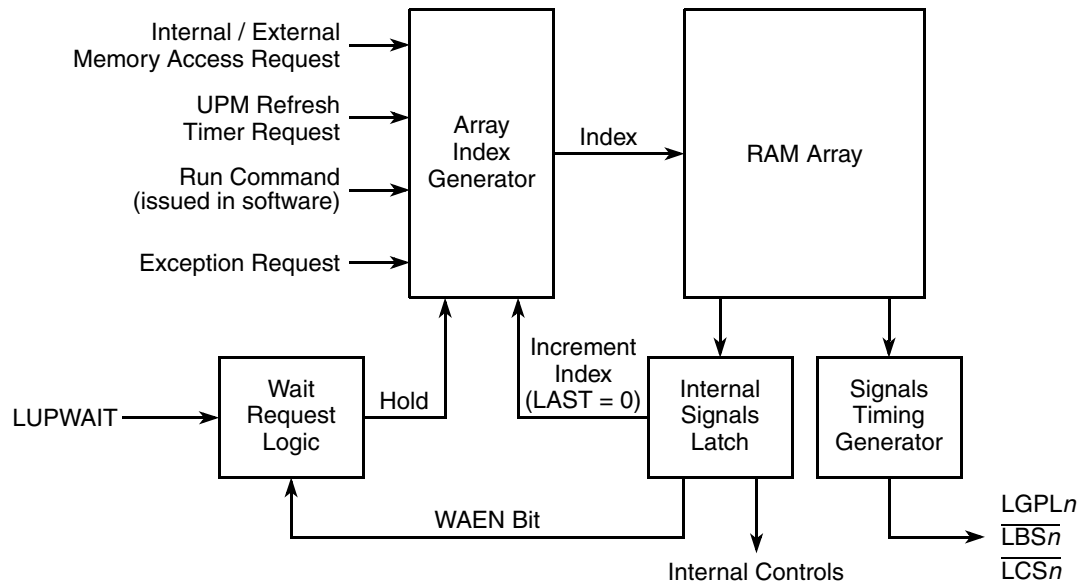 Internal / External
Memory Access Request
UPM Refresh
Timer Request
Run Command
(issued in software)
Exception Request
Array
Index
Generator
Index
RAM Array
LUPWAIT
Wait
Request
Logic
Hold
Increment
Index
(LAST = 0)
Internal
Signals
Latch
Signals
Timing
Generator
WAEN Bit
Internal Controls
LGPLn
LBSn
LCSn